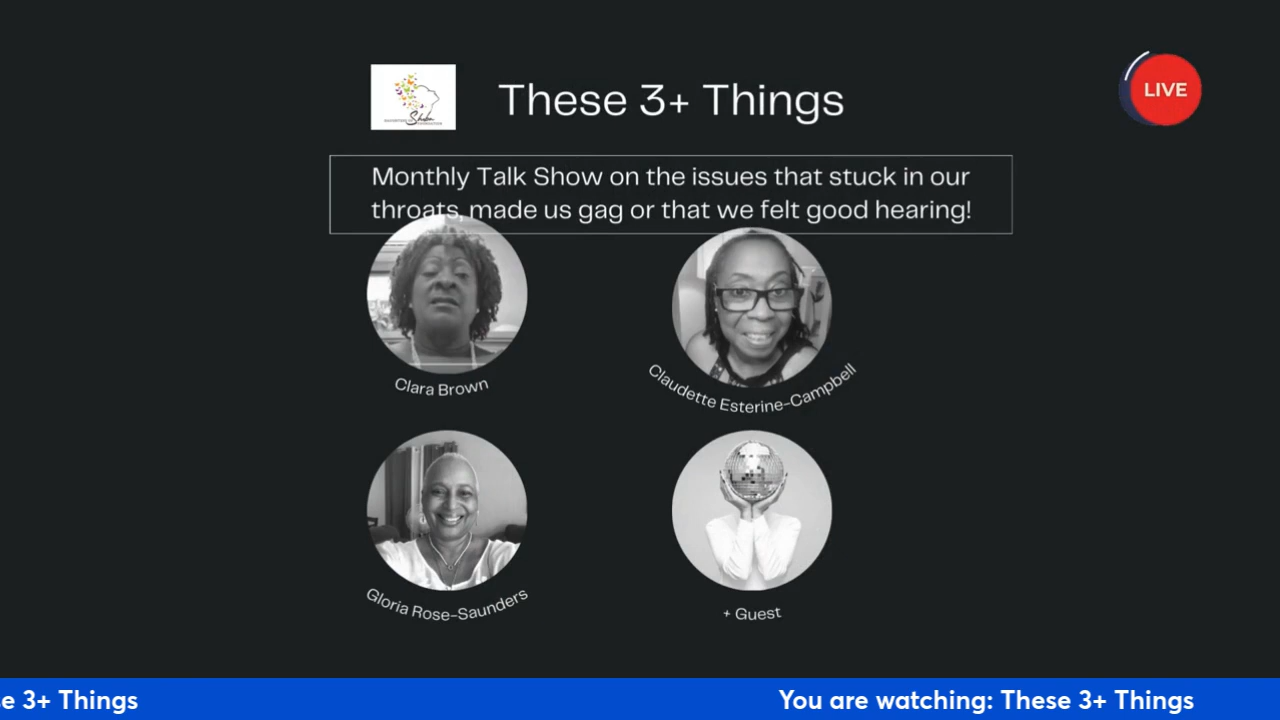 These 3+ Things
LIVE
Monthly Talk Show on the issues that stuck in our
throats, made us gag or that we felt good hearing!
Clara Brown
Claudette Esterine-Campbell
Gloria Rose-Saunders
+ Guest
e 3+ Things
You are watching: These 3+ Things